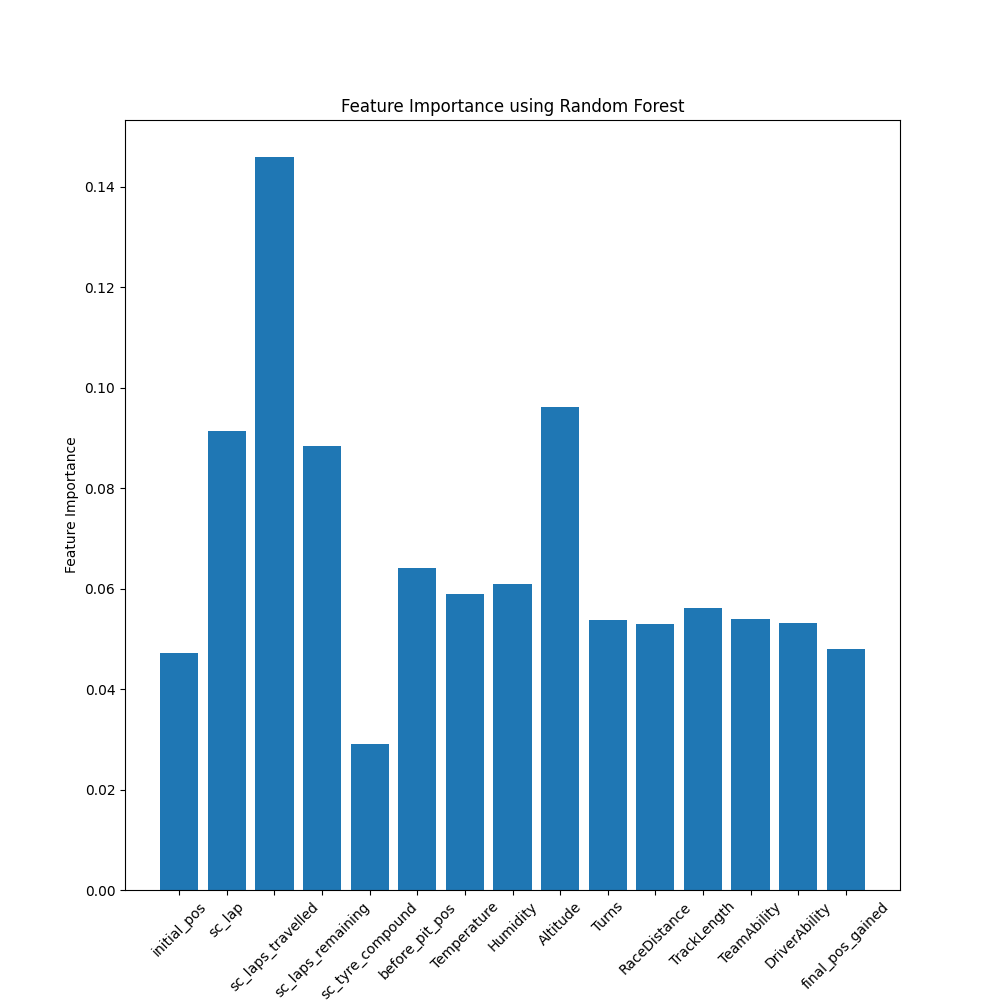 Feature Importance using Random Forest
Feature Importance
0.14
0.12
0.10
0.08
0.06
0.04
0.02
0.00
initial_pos
sc_lap
sc_laps_travelled
sc_laps_remaining
sc_tyre_compound
before_pit_pos
Temperature
Humidity
Altitude
Turns
RaceDistance
TrackLength
TeamAbility
DriverAbility
final_pos_gained